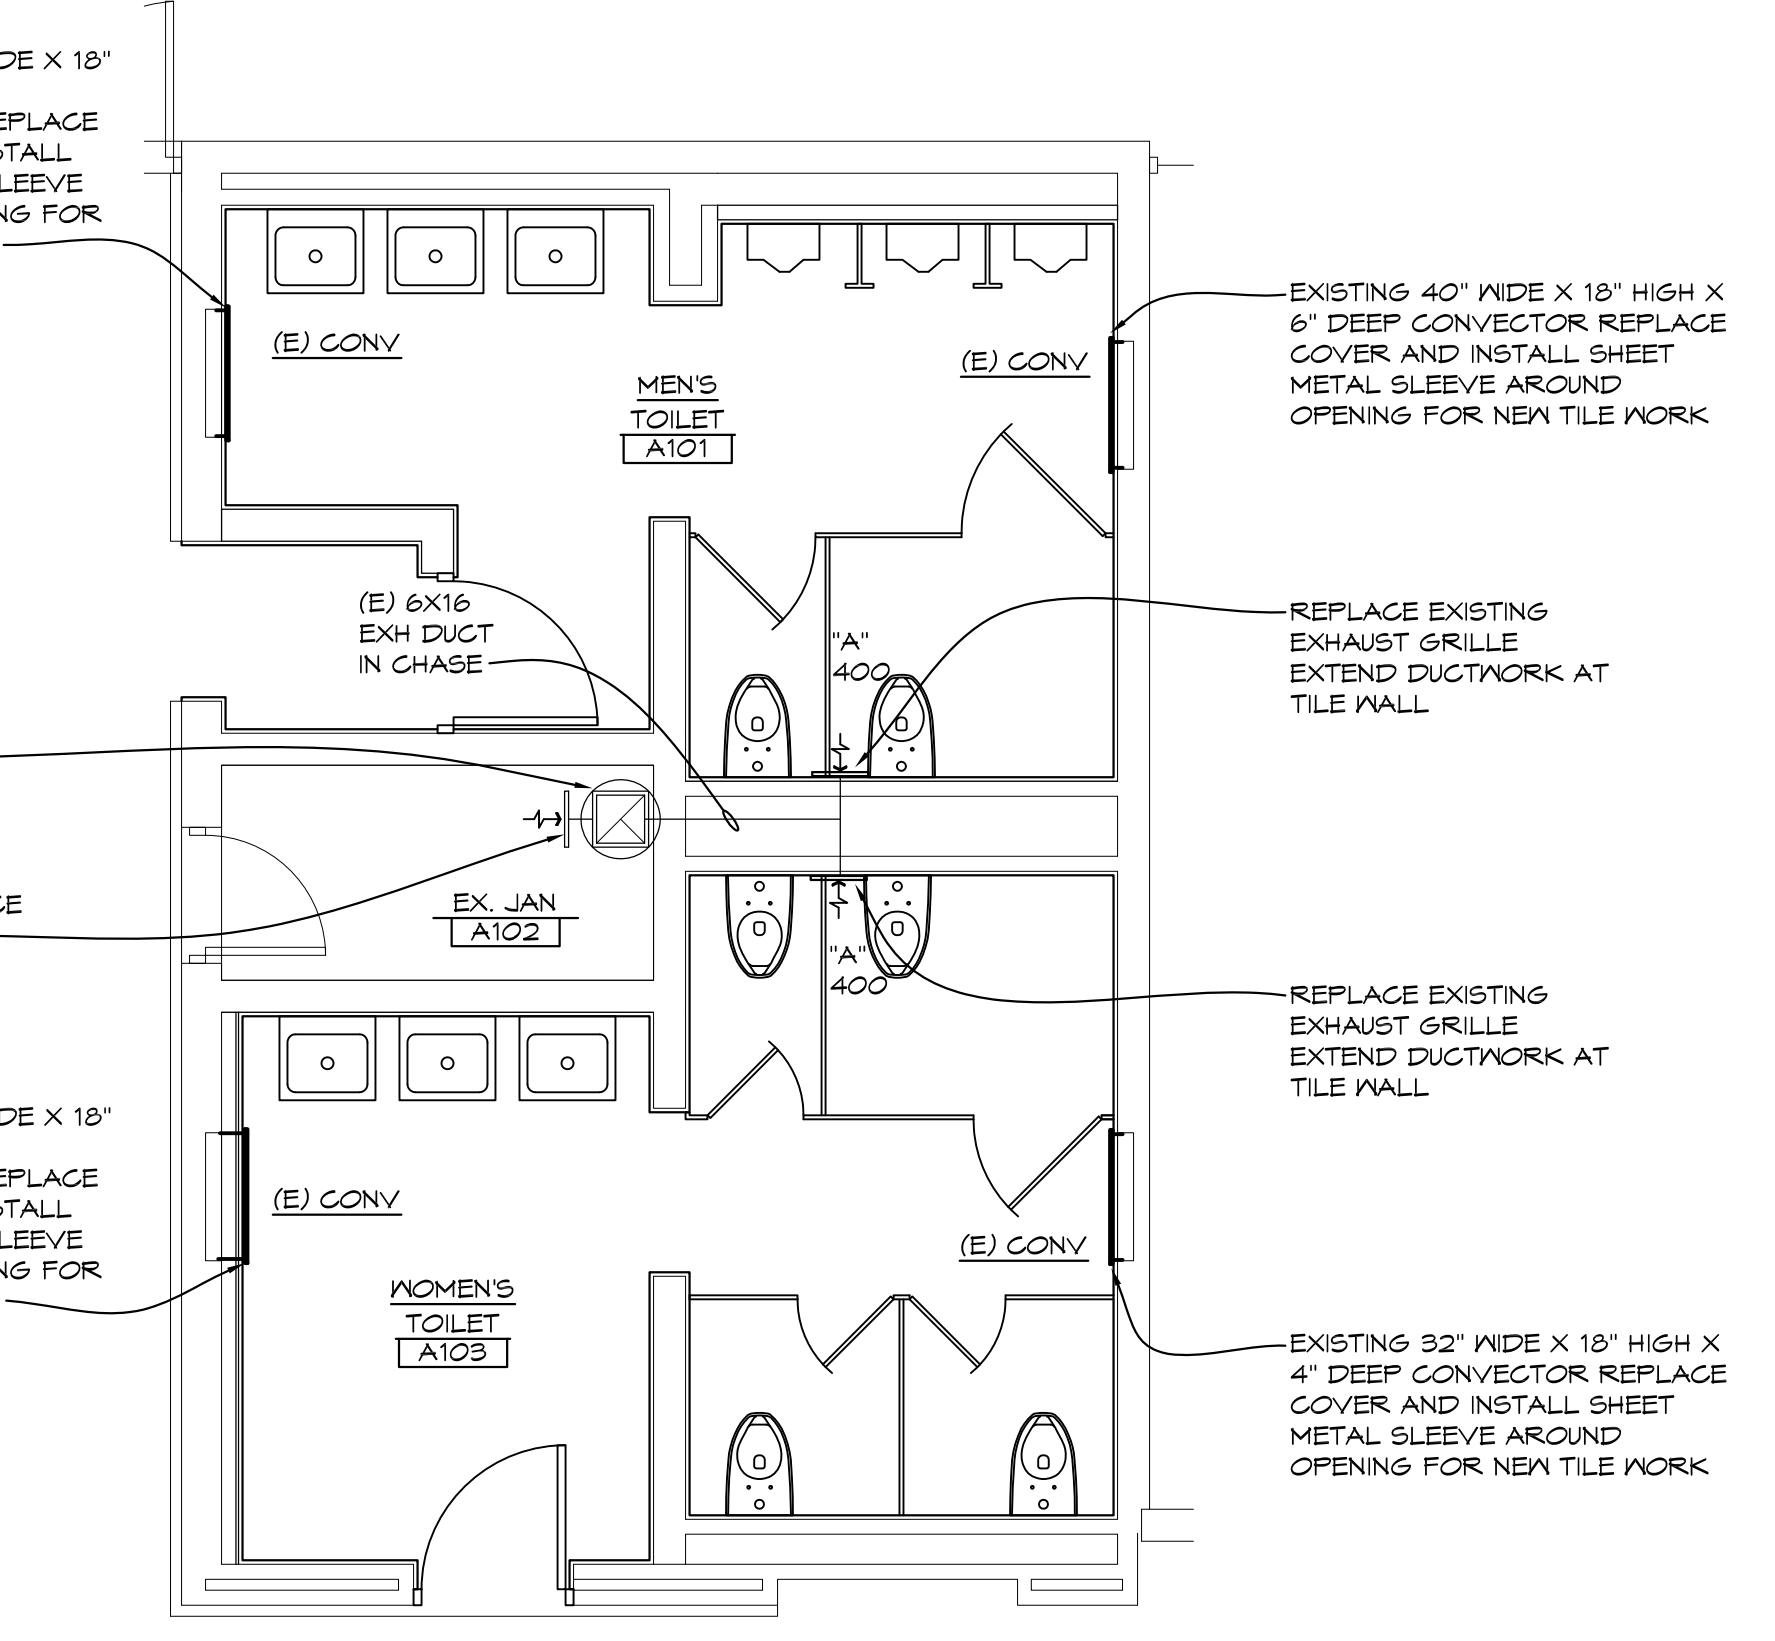 DE X 18"
EPLACE
STALL
LEEVE
NG FOR
(E) CONV
(E) CONV
MEN'S
TOILET
A101
EXISTING 40" WIDE X 18" HIGH X
6" DEEP CONVECTOR REPLACE
COVER AND INSTALL SHEET
METAL SLEEVE AROUND
OPENING FOR NEW TILE WORK
(E) 6X16
EXH DUCT
IN CHASE
"A"
400
REPLACE EXISTING
EXHAUST GRILLE
EXTEND DUCTWORK AT
TILE WALL
CE
EX. JAN
A102
"A"
400
REPLACE EXISTING
EXHAUST GRILLE
EXTEND DUCTWORK AT
TILE WALL
DE X 18"
EPLACE
STALL
LEEVE
NG FOR
(E) CONV
(E) CONV
WOMEN'S
TOILET
A103
EXISTING 32" WIDE X 18" HIGH X
4" DEEP CONVECTOR REPLACE
COVER AND INSTALL SHEET
METAL SLEEVE AROUND
OPENING FOR NEW TILE WORK